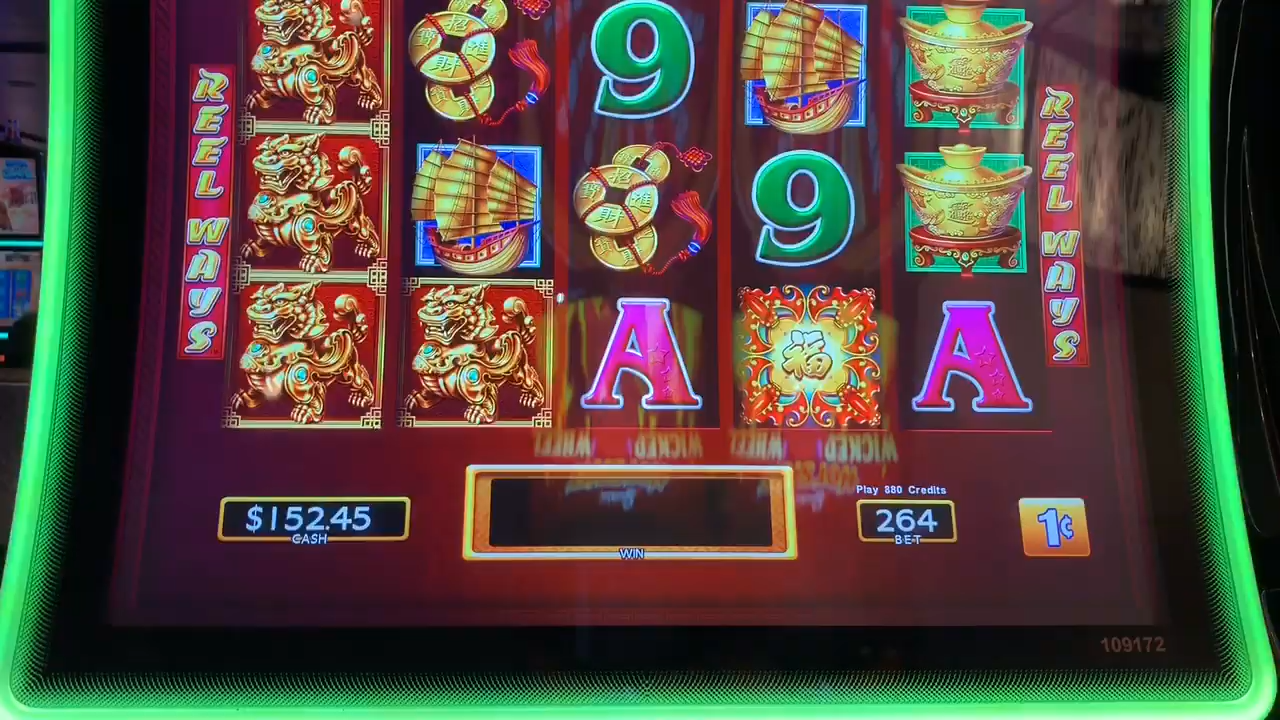 REEL WAYS
9
9
A
福
A
REEL WAYS
$152.45
CASH
WIN
Play 880 Credits
264
BET
1¢
109172